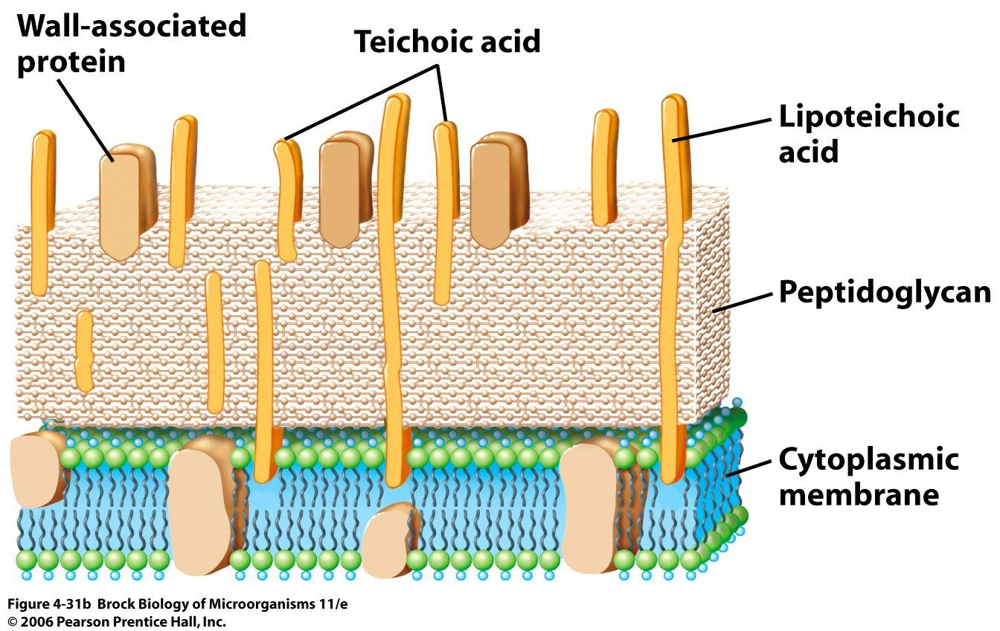 Wall-associated
protein
Teichoic acid
Lipoteichoic
acid
Peptidoglycan
Cytoplasmic
membrane
Figure 4-31b Brock Biology of Microorganisms 11/e
© 2006 Pearson Prentice Hall, Inc.